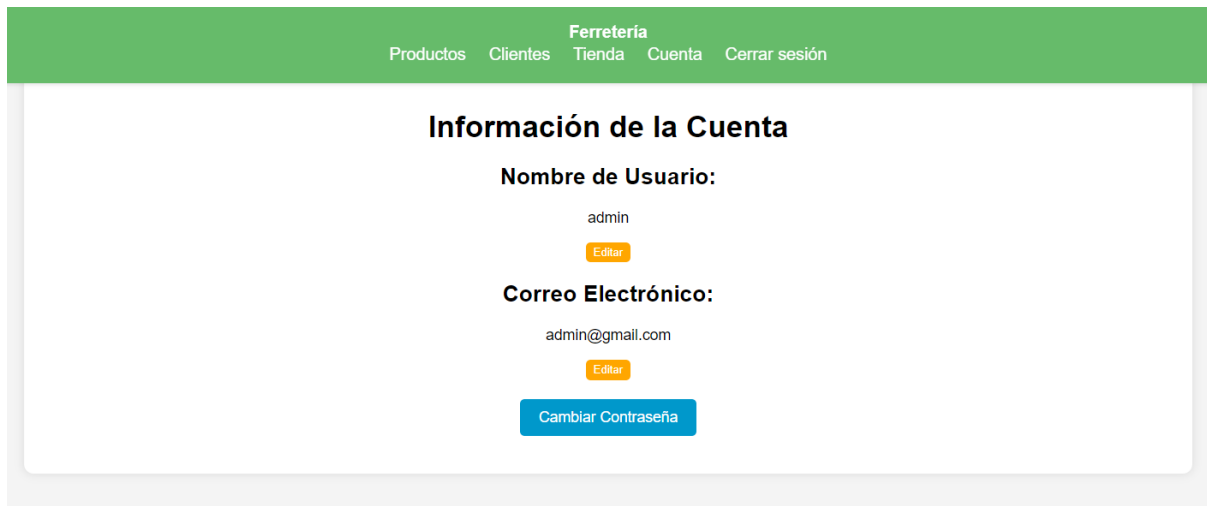 Ferretería
Productos Clientes Tienda Cuenta Cerrar sesión
Información de la Cuenta
Nombre de Usuario:
admin
Editar
Correo Electrónico:
admin@gmail.com
Editar
Cambiar Contraseña